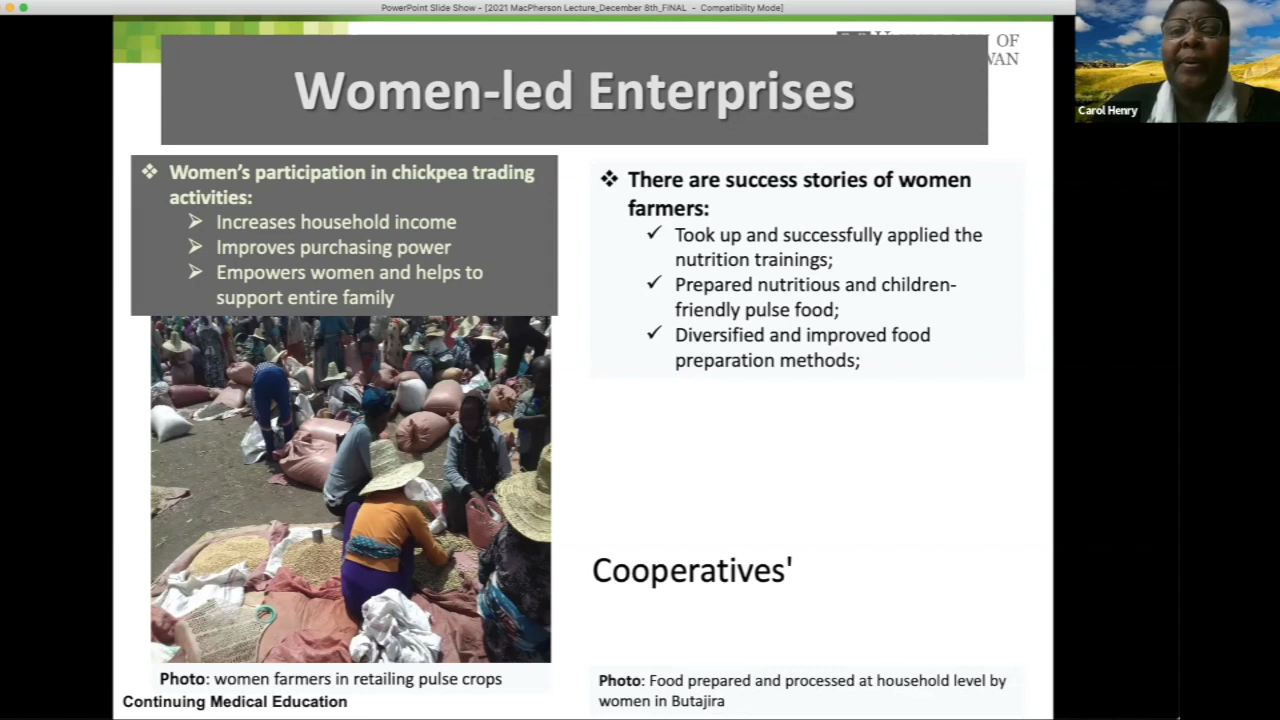 PowerPoint Slide Show - [2021 MacPherson Lecture_December 8th_FINAL - Compatibility Mode]
OF
WAN
Women-led Enterprises
Carol Henry
❖ Women's participation in chickpea trading
activities:
➢ Increases household income
➢ Improves purchasing power
➢ Empowers women and helps to
support entire family
❖ There are success stories of women
farmers:
✓ Took up and successfully applied the
nutrition trainings;
✓ Prepared nutritious and children-
friendly pulse food;
✓ Diversified and improved food
preparation methods;
Cooperatives'
Photo: women farmers in retailing pulse crops
Continuing Medical Education
Photo: Food prepared and processed at household level by
women in Butajira